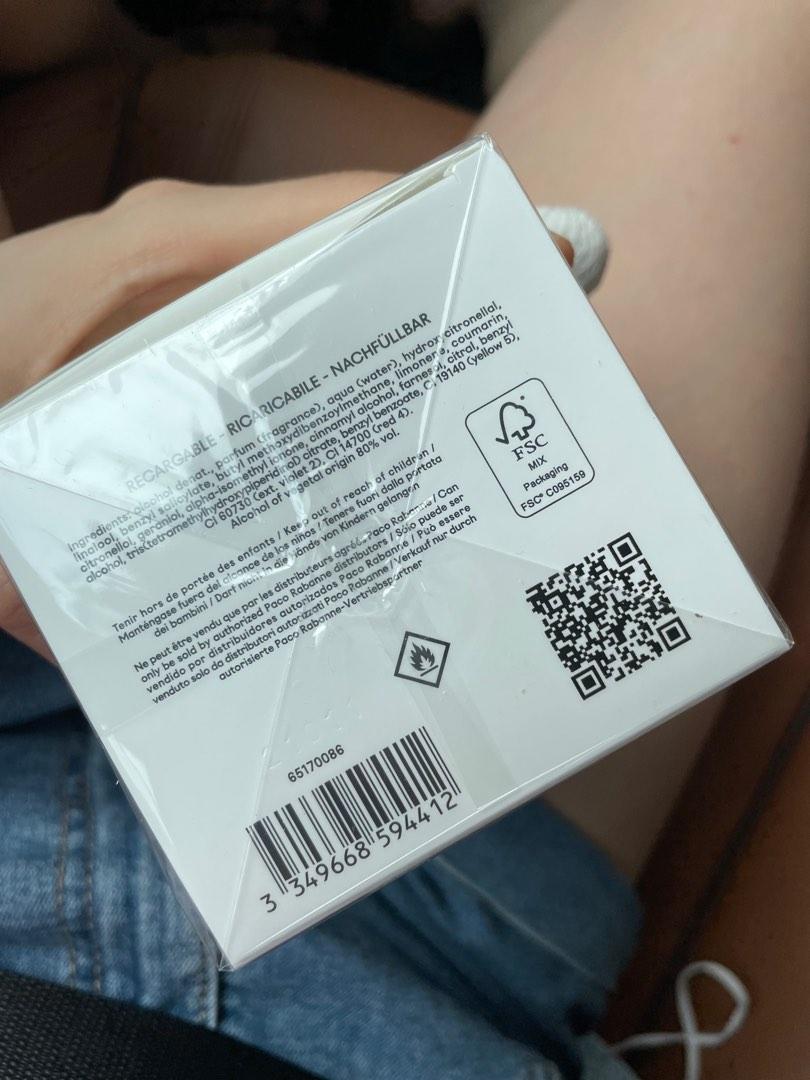 RECARGABLE - RICARICABILE - NACHFÜLLBAR
Ingrédients: alcohol denat., parfum (fragrance), aqua (water), hydroxycitronellal,
linalool, benzyl salicylate, butyl methoxydibenzoylmethane, limonene, coumarin,
citronellol, geraniol, alpha-isomethyl ionone, cinnamyl alcohol, farnesol, citral, benzyl
alcohol, tris(tetramethylhydroxypiperidinol) citrate, benzyl benzoate, CI 19140 (yellow 5),
CI 60730 (ext. violet 2), CI 14700 (red 4).
Alcohol of vegetal origin 80% vol.
Tenir hors de portée des enfants / Keep out of reach of children /
Manténgase fuera del alcance de los niños / Tenere fuori dalla portata
dei bambini / Darf nicht in die Hände von Kindern gelangen
Ne peut être vendu que par les distributeurs agréés Paco Rabanne / Can
only be sold by authorized Paco Rabanne distributors / Sólo puede ser
vendido por distribuidores autorizados Paco Rabanne / Può essere
venduto solo da distributori autorizzati Paco Rabanne / Verkauf nur durch
autorisierte Paco Rabanne-Vertriebspartner
FSC
MIX
Packaging
FSC® C095159
65170086
3 349668 594412